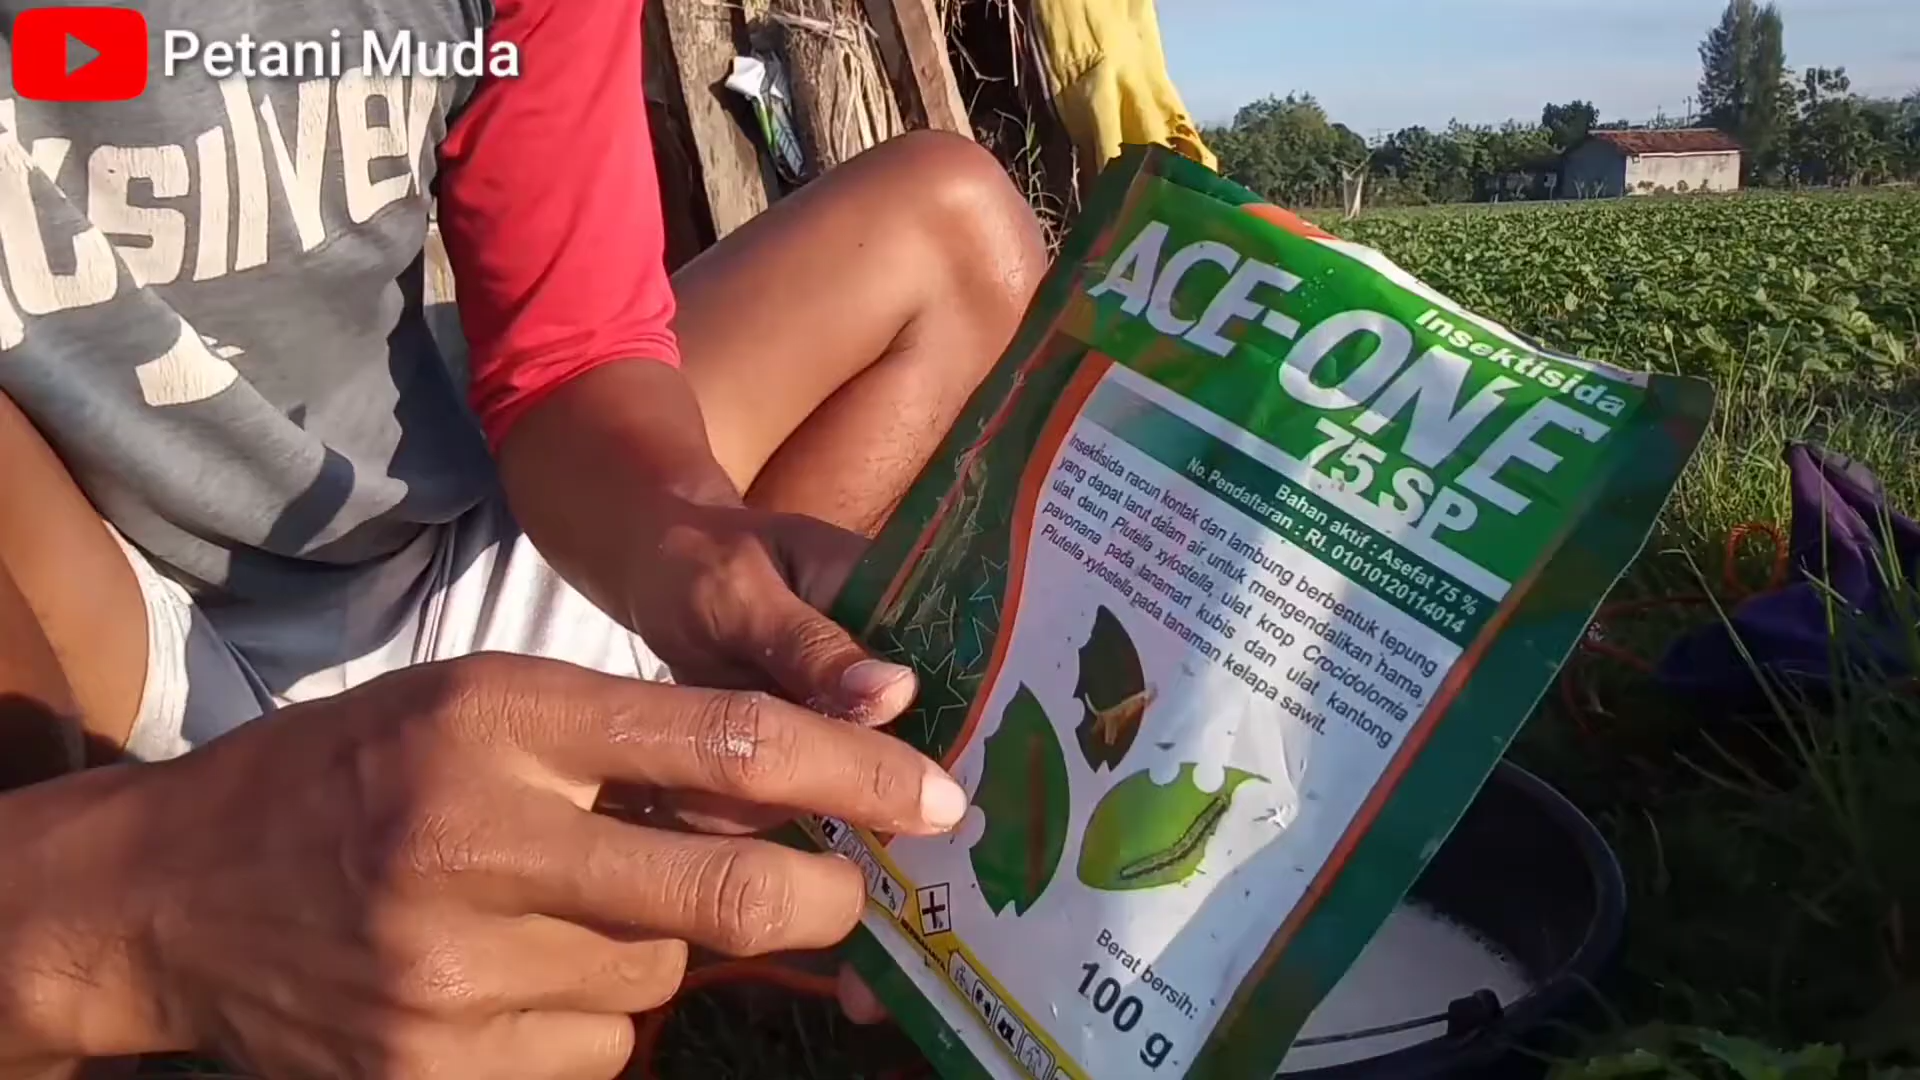 Petani Muda
Insektisida
ACE-ONE
75 SP
Bahan aktif : Asefat 75 %
No. Pendaftaran : RI. 01010120114014
Insektisida racun kontak dan lambung berbentuk tepung
yang dapat larut dalam air untuk mengendalikan hama
ulat daun Plutella xylostella, ulat krop Crocidolomia
pavonana pada tanaman kubis dan ulat kantong
Plutella xylostella pada tanaman kelapa sawit.
Berat bersih:
100 g